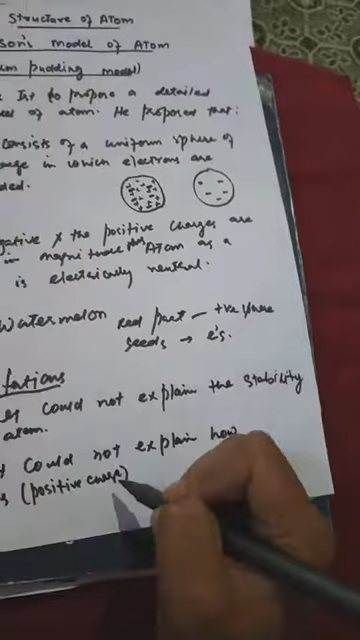 Structure of Atom
son's model of Atom
pudding model)
Ist to propose a detailed
of atom. He proposed that:
consists of a uniform sphere of
in which electrons are
ded.
gative & the positive charges are
in magnitude thus Atom as a
is electrically neutral.
Watermelon Red part – +ve sphere
seeds → e's.
tations
could not explain the stability
atom.
could not explain how
(positive charge)